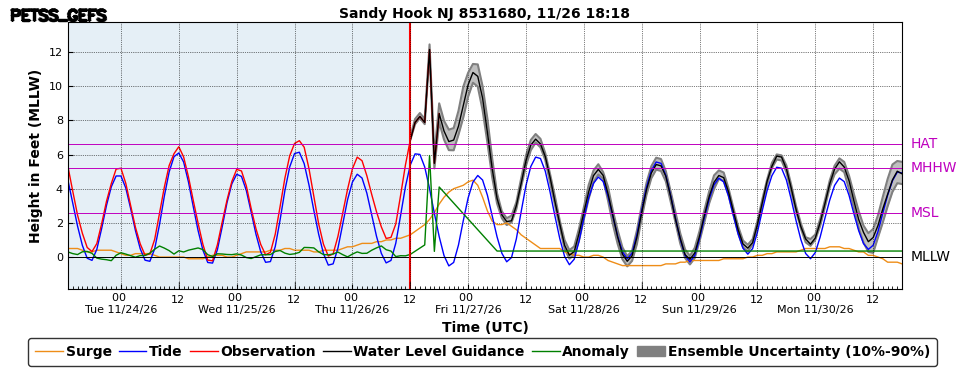 PETSS_GEFS
Sandy Hook NJ 8531680, 11/26 18:18
Height in Feet (MLLW)
12
10
8
6
4
2
0
HAT
MHHW
MSL
MLLW
00 12 00 12 00 12 00 12 00 12 00 12 00 12
Tue 11/24/26 Wed 11/25/26 Thu 11/26/26 Fri 11/27/26 Sat 11/28/26 Sun 11/29/26 Mon 11/30/26
Time (UTC)
Surge Tide Observation Water Level Guidance Anomaly Ensemble Uncertainty (10%-90%)